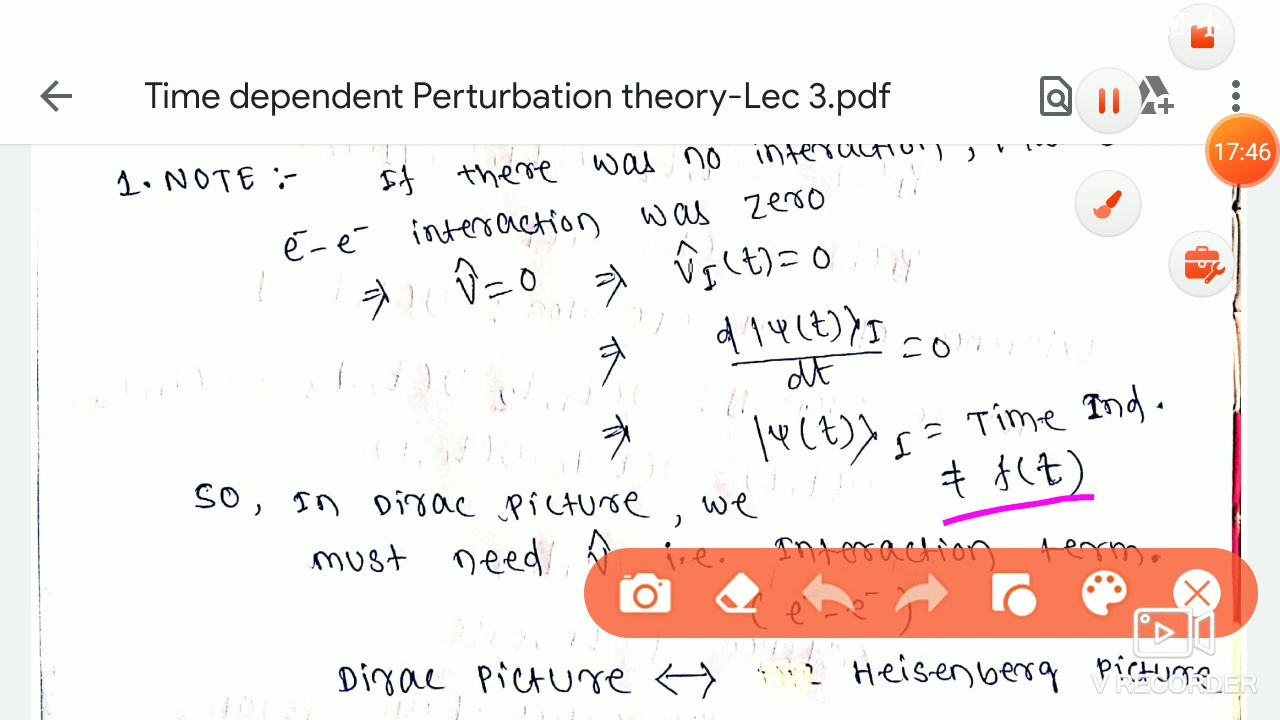 Time dependent Perturbation theory-Lec 3.pdf
17:46
1. NOTE :- If there was no interaction,
e⁻-e⁻ interaction was zero
⇒ V̂=0 ⇒ V̂_I(t)=0
⇒ d|ψ(t)⟩_I/dt = 0
⇒ |ψ(t)⟩_I = Time Ind.
≠ f(t)
So, In Dirac Picture, we
must need V̂ i.e. Interaction term.
(e⁻-e⁻)
Dirac Picture ↔ Heisenberg Picture
V RECORDER